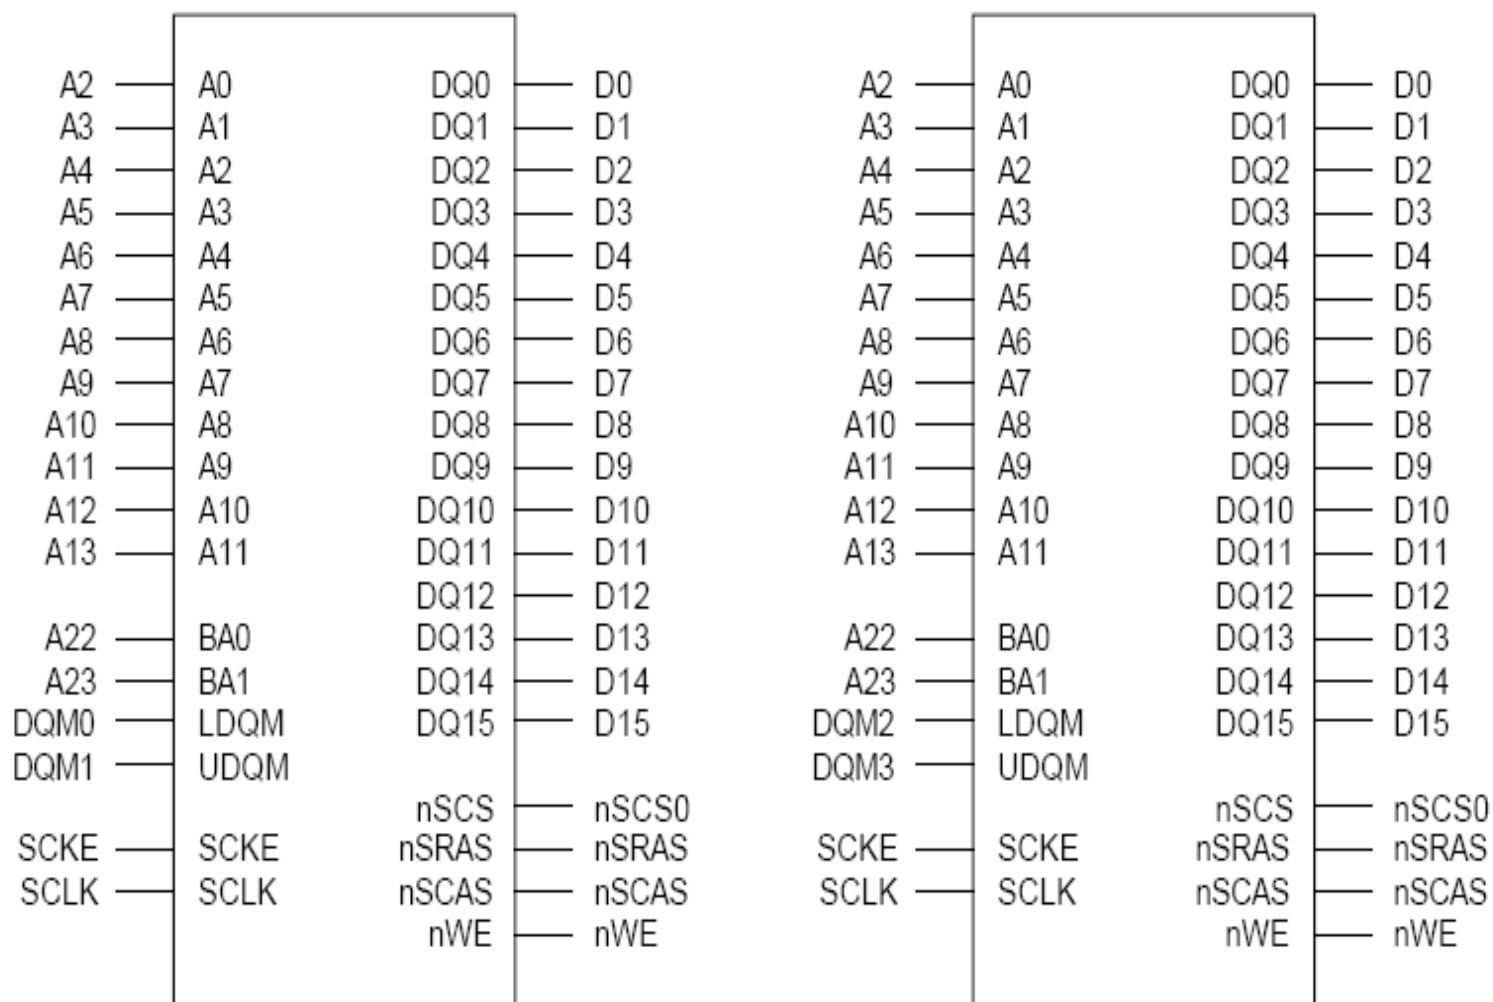 A2 A0 DQ0 D0 A2 A0 DQ0 D0
A3 A1 DQ1 D1 A3 A1 DQ1 D1
A4 A2 DQ2 D2 A4 A2 DQ2 D2
A5 A3 DQ3 D3 A5 A3 DQ3 D3
A6 A4 DQ4 D4 A6 A4 DQ4 D4
A7 A5 DQ5 D5 A7 A5 DQ5 D5
A8 A6 DQ6 D6 A8 A6 DQ6 D6
A9 A7 DQ7 D7 A9 A7 DQ7 D7
A10 A8 DQ8 D8 A10 A8 DQ8 D8
A11 A9 DQ9 D9 A11 A9 DQ9 D9
A12 A10 DQ10 D10 A12 A10 DQ10 D10
A13 A11 DQ11 D11 A13 A11 DQ11 D11
DQ12 D12 DQ12 D12
A22 BA0 DQ13 D13 A22 BA0 DQ13 D13
A23 BA1 DQ14 D14 A23 BA1 DQ14 D14
DQM0 LDQM DQ15 D15 DQM2 LDQM DQ15 D15
DQM1 UDQM DQM3 UDQM
nSCS nSCS0 nSCS nSCS0
SCKE SCKE nSRAS nSRAS SCKE SCKE nSRAS nSRAS
SCLK SCLK nSCAS nSCAS SCLK SCLK nSCAS nSCAS
nWE nWE nWE nWE